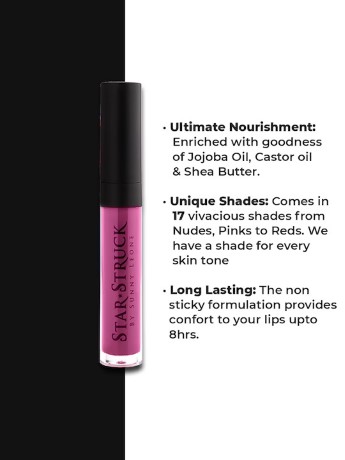 STAR★STRUCK
BY SUNNY LEONE
· Ultimate Nourishment:
Enriched with goodness
of Jojoba Oil, Castor oil
& Shea Butter.
· Unique Shades: Comes in
17 vivacious shades from
Nudes, Pinks to Reds. We
have a shade for every
skin tone
· Long Lasting: The non
sticky formulation provides
confort to your lips upto
8hrs.